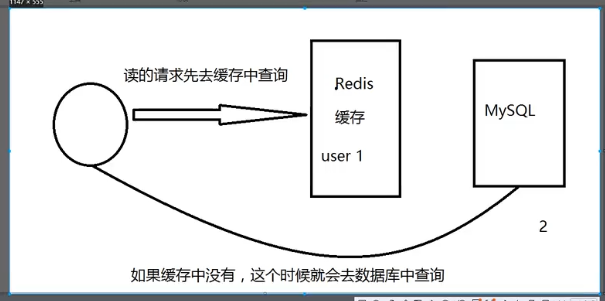 1147 × 555
读的请求先去缓存中查询
Redis
缓存
user 1
MySQL
2
如果缓存中没有，这个时候就会去数据库中查询